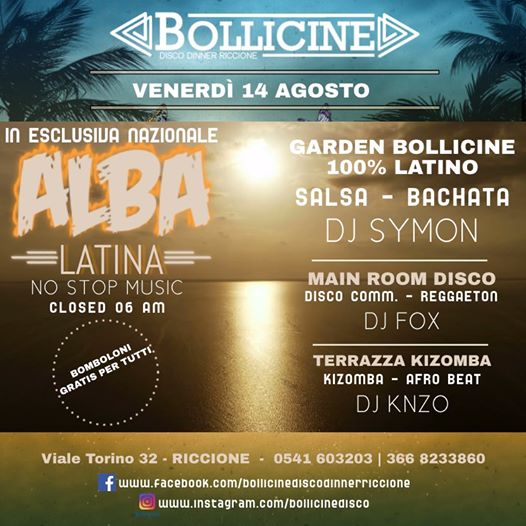 BOLLICINE
DISCO DINNER RICCIONE
VENERDÌ 14 AGOSTO
IN ESCLUSIVA NAZIONALE
ALBA
LATINA
NO STOP MUSIC
CLOSED 06 AM
BOMBOLONI
GRATIS PER TUTTI
GARDEN BOLLICINE
100% LATINO
SALSA - BACHATA
DJ SYMON
MAIN ROOM DISCO
DISCO COMM. - REGGAETON
DJ FOX
TERRAZZA KIZOMBA
KIZOMBA - AFRO BEAT
DJ KNZO
Viale Torino 32 - RICCIONE - 0541 603203 | 366 8233860
www.facebook.com/bollicinediscodinnerriccione
www.instagram.com/bollicinedisco